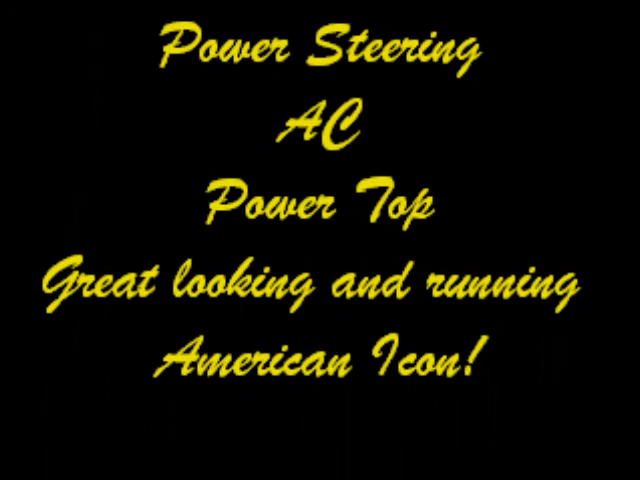 Power Steering
AC
Power Top
Great looking and running
American Icon!